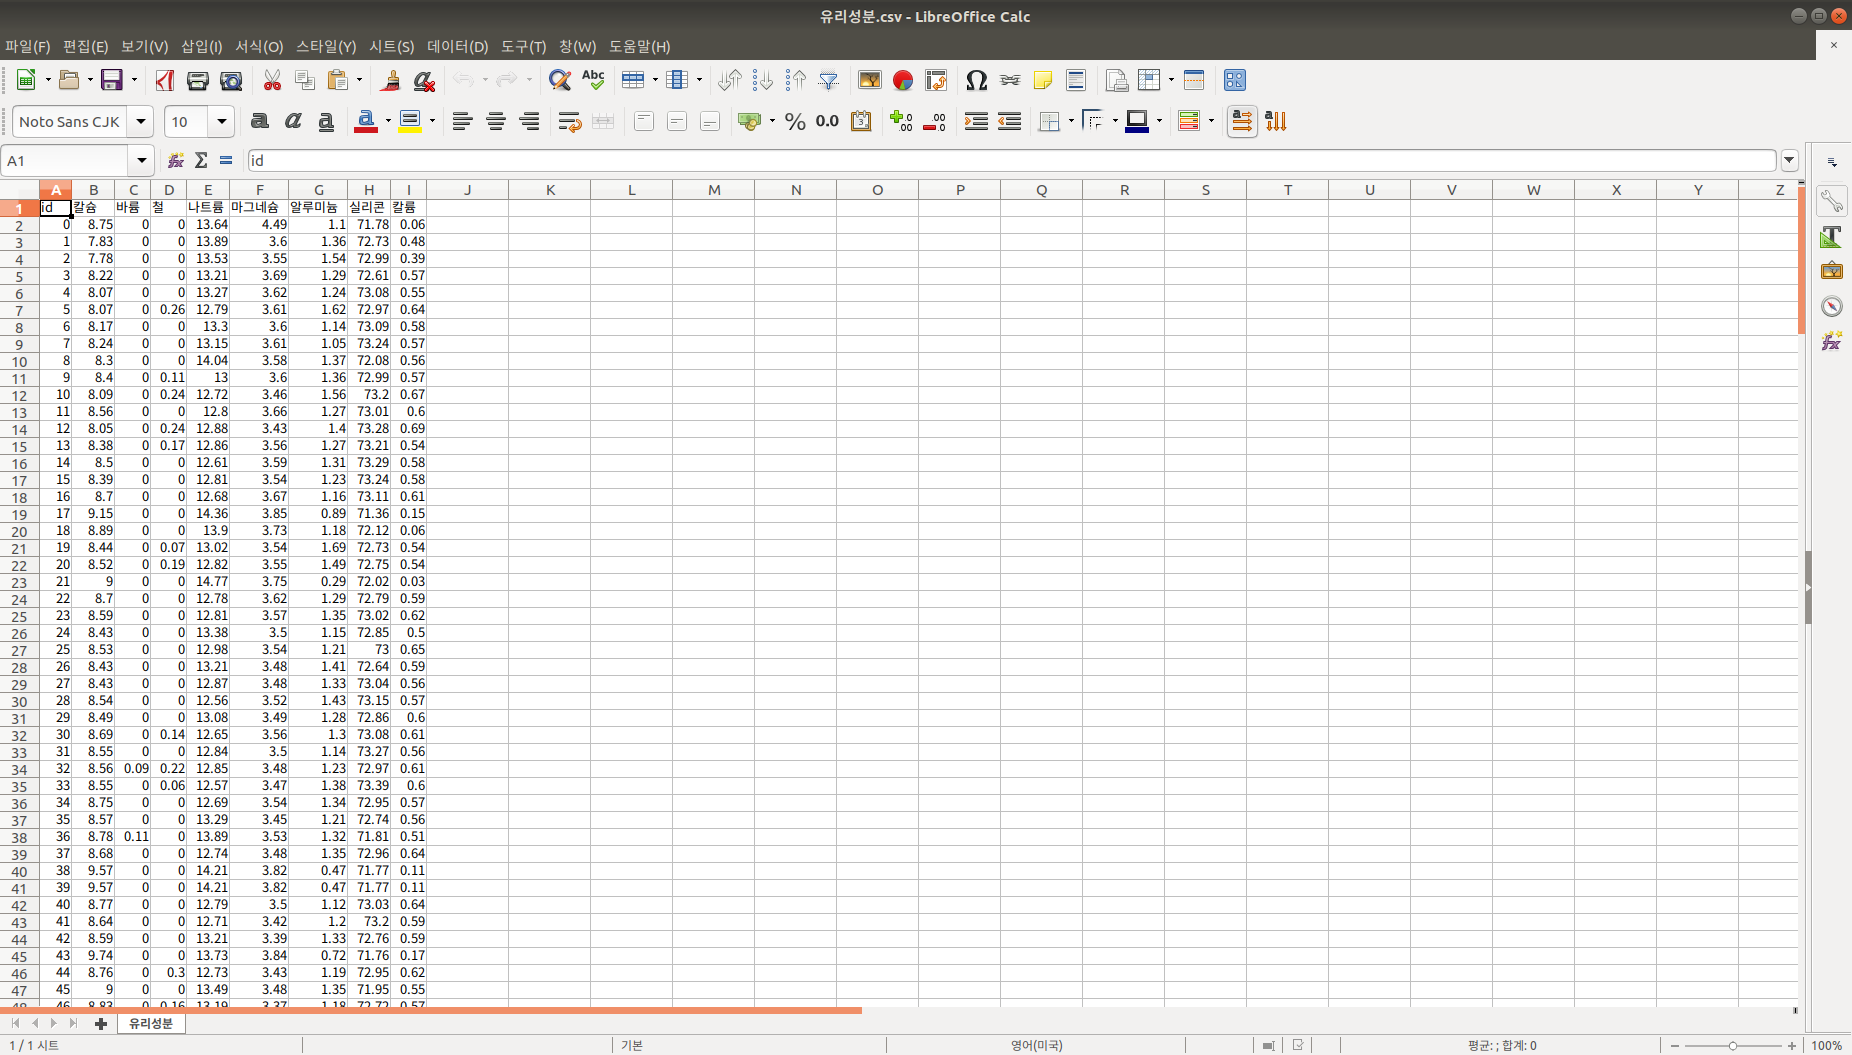 유리성분.csv - LibreOffice Calc
파일(F) 편집(E) 보기(V) 삽입(I) 서식(O) 스타일(Y) 시트(S) 데이터(D) 도구(T) 창(W) 도움말(H)
Noto Sans CJK 10
A1 id
A B C D E F G H I J K L M N O P Q R S T U V W X Y Z
1 id 칼슘 바륨 철 나트륨 마그네슘 알루미늄 실리콘 칼륨
2 0 8.75 0 0 13.64 4.49 1.1 71.78 0.06
3 1 7.83 0 0 13.89 3.6 1.36 72.73 0.48
4 2 7.78 0 0 13.53 3.55 1.54 72.99 0.39
5 3 8.22 0 0 13.21 3.69 1.29 72.61 0.57
6 4 8.07 0 0 13.27 3.62 1.24 73.08 0.55
7 5 8.07 0 0.26 12.79 3.61 1.62 72.97 0.64
8 6 8.17 0 0 13.3 3.6 1.14 73.09 0.58
9 7 8.24 0 0 13.15 3.61 1.05 73.24 0.57
10 8 8.3 0 0 14.04 3.58 1.37 72.08 0.56
11 9 8.4 0 0.11 13 3.6 1.36 72.99 0.57
12 10 8.09 0 0.24 12.72 3.46 1.56 73.2 0.67
13 11 8.56 0 0 12.8 3.66 1.27 73.01 0.6
14 12 8.05 0 0.24 12.88 3.43 1.4 73.28 0.69
15 13 8.38 0 0.17 12.86 3.56 1.27 73.21 0.54
16 14 8.5 0 0 12.61 3.59 1.31 73.29 0.58
17 15 8.39 0 0 12.81 3.54 1.23 73.24 0.58
18 16 8.7 0 0 12.68 3.67 1.16 73.11 0.61
19 17 9.15 0 0 14.36 3.85 0.89 71.36 0.15
20 18 8.89 0 0 13.9 3.73 1.18 72.12 0.06
21 19 8.44 0 0.07 13.02 3.54 1.69 72.73 0.54
22 20 8.52 0 0.19 12.82 3.55 1.49 72.75 0.54
23 21 9 0 0 14.77 3.75 0.29 72.02 0.03
24 22 8.7 0 0 12.78 3.62 1.29 72.79 0.59
25 23 8.59 0 0 12.81 3.57 1.35 73.02 0.62
26 24 8.43 0 0 13.38 3.5 1.15 72.85 0.5
27 25 8.53 0 0 12.98 3.54 1.21 73 0.65
28 26 8.43 0 0 13.21 3.48 1.41 72.64 0.59
29 27 8.43 0 0 12.87 3.48 1.33 73.04 0.56
30 28 8.54 0 0 12.56 3.52 1.43 73.15 0.57
31 29 8.49 0 0 13.08 3.49 1.28 72.86 0.6
32 30 8.69 0 0.14 12.65 3.56 1.3 73.08 0.61
33 31 8.55 0 0 12.84 3.5 1.14 73.27 0.56
34 32 8.56 0.09 0.22 12.85 3.48 1.23 72.97 0.61
35 33 8.55 0 0.06 12.57 3.47 1.38 73.39 0.6
36 34 8.75 0 0 12.69 3.54 1.34 72.95 0.57
37 35 8.57 0 0 13.29 3.45 1.21 72.74 0.56
38 36 8.78 0.11 0 13.89 3.53 1.32 71.81 0.51
39 37 8.68 0 0 12.74 3.48 1.35 72.96 0.64
40 38 9.57 0 0 14.21 3.82 0.47 71.77 0.11
41 39 9.57 0 0 14.21 3.82 0.47 71.77 0.11
42 40 8.77 0 0 12.79 3.5 1.12 73.03 0.64
43 41 8.64 0 0 12.71 3.42 1.2 73.2 0.59
44 42 8.59 0 0 13.21 3.39 1.33 72.76 0.59
45 43 9.74 0 0 13.73 3.84 0.72 71.76 0.17
46 44 8.76 0 0.3 12.73 3.43 1.19 72.95 0.62
47 45 9 0 0 13.49 3.48 1.35 71.95 0.55
48 46 8.83 0 0.16 13.19 3.37 1.18 72.72 0.57
유리성분
1 / 1 시트 기본 영어(미국) 평균: ; 합계: 0 100%